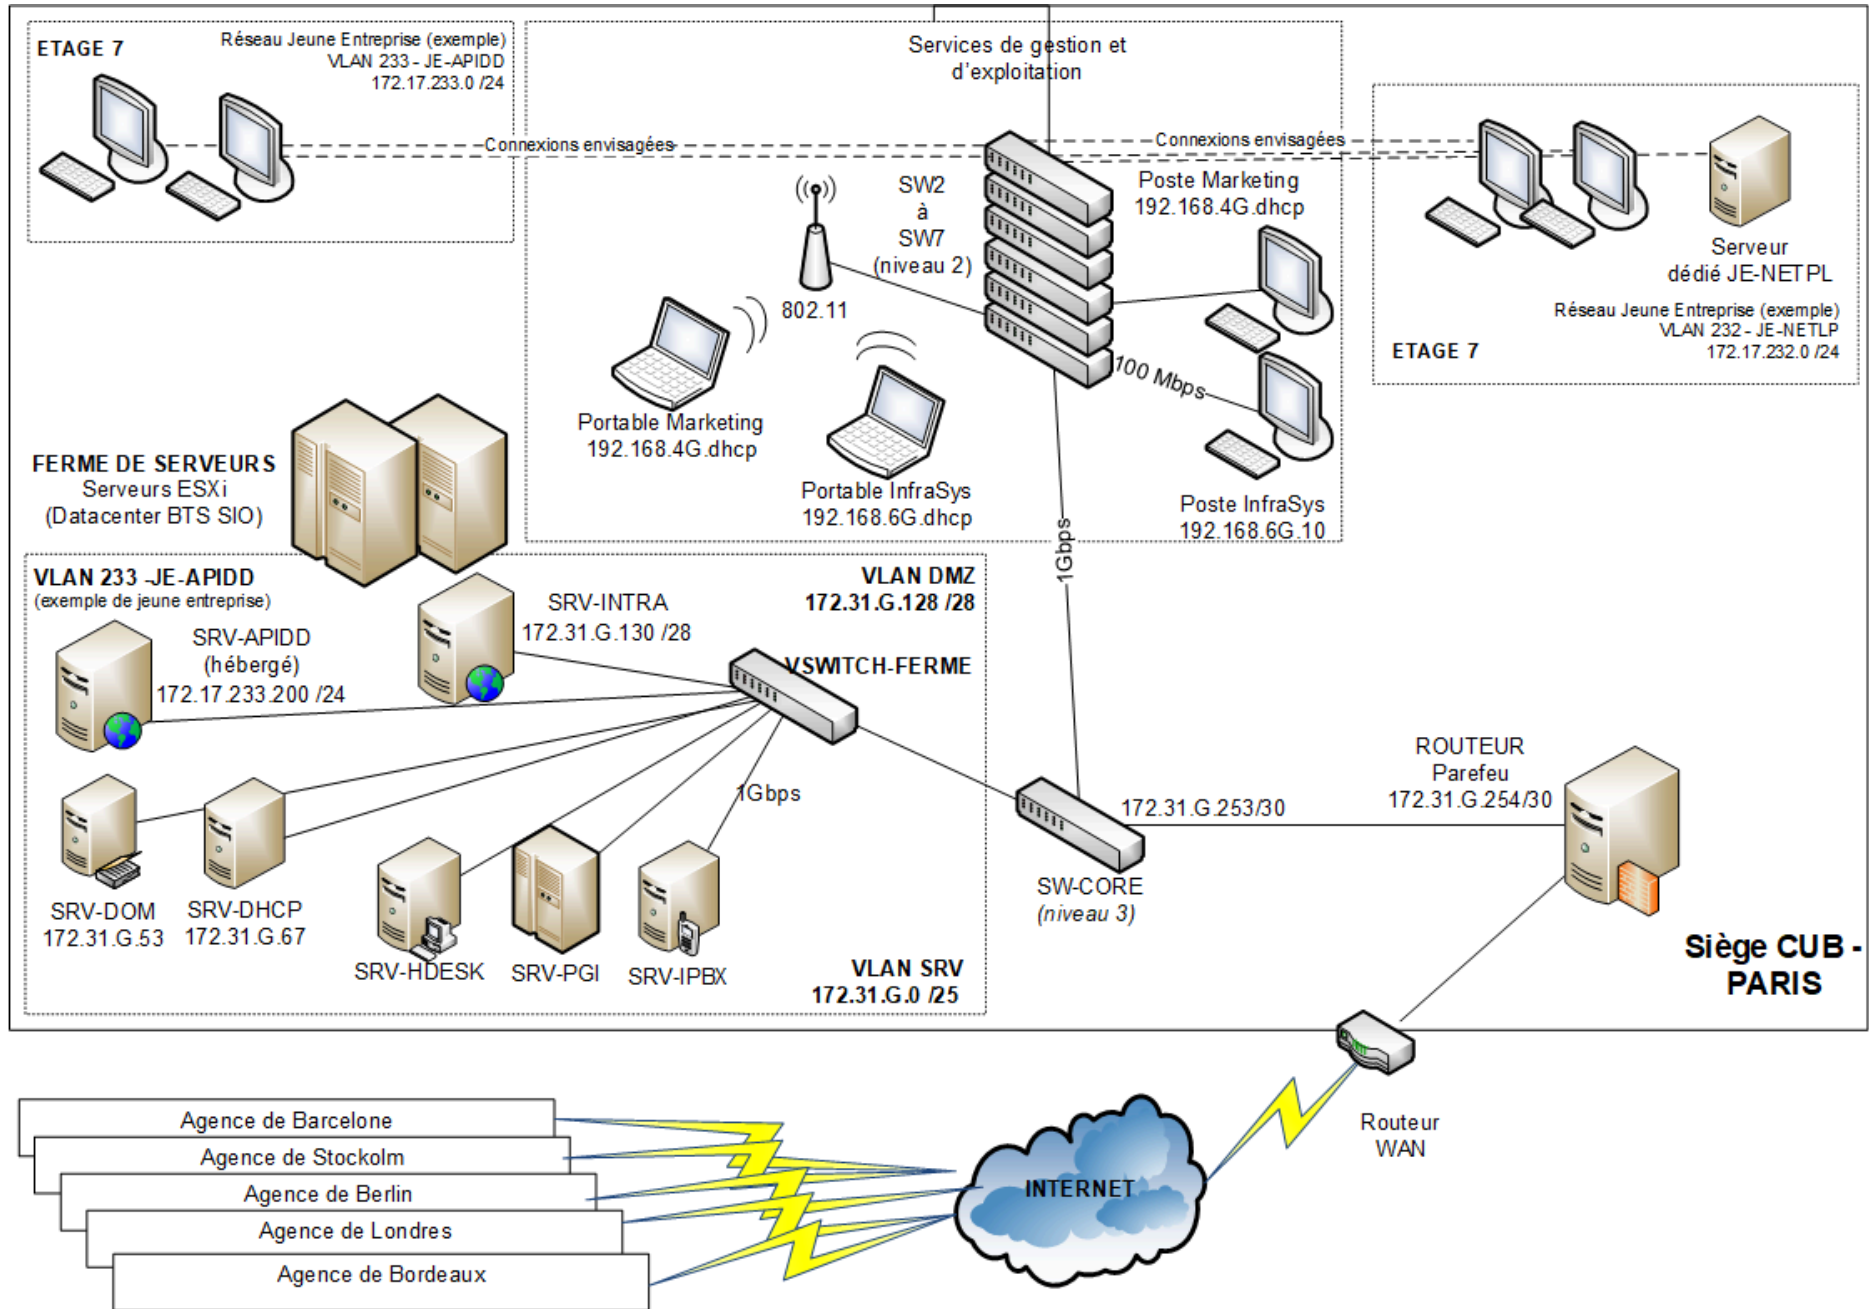 ETAGE 7
Réseau Jeune Entreprise (exemple)
VLAN 233 - JE-APIDD
172.17.233.0 /24
Services de gestion et
d'exploitation
Connexions envisagées
Connexions envisagées
SW2
à
SW7
(niveau 2)
802.11
Poste Marketing
192.168.4G.dhcp
Serveur
dédié JE-NETPL
Réseau Jeune Entreprise (exemple)
VLAN 232 - JE-NETLP
172.17.232.0 /24
ETAGE 7
100 Mbps
Portable Marketing
192.168.4G.dhcp
Portable InfraSys
192.168.6G.dhcp
Poste InfraSys
192.168.6G.10
FERME DE SERVEURS
Serveurs ESXi
(Datacenter BTS SIO)
1Gbps
VLAN 233 -JE-APIDD
(exemple de jeune entreprise)
VLAN DMZ
172.31.G.128 /28
SRV-INTRA
172.31.G.130 /28
SRV-APIDD
(hébergé)
172.17.233.200 /24
VSWITCH-FERME
1Gbps
SRV-DOM
172.31.G.53
SRV-DHCP
172.31.G.67
SRV-HDESK
SRV-PGI
SRV-IPBX
VLAN SRV
172.31.G.0 /25
172.31.G.253/30
SW-CORE
(niveau 3)
ROUTEUR
Parefeu
172.31.G.254/30
Siège CUB -
PARIS
Routeur
WAN
INTERNET
Agence de Barcelone
Agence de Stockolm
Agence de Berlin
Agence de Londres
Agence de Bordeaux